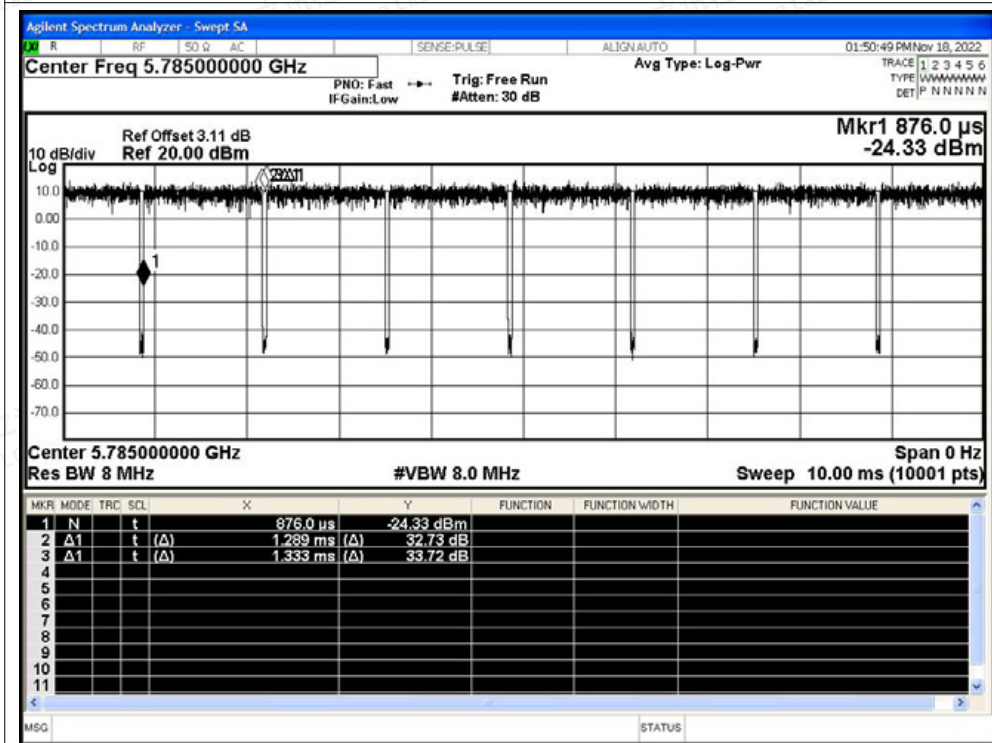 Agilent Spectrum Analyzer - Swept SA
R RF 50 Ω AC SENSE:PULSE ALIGN AUTO 01:50:49 PM Nov 18, 2022
Center Freq 5.785000000 GHz Avg Type: Log-Pwr TRACE 1 2 3 4 5 6
PNO: Fast Trig: Free Run TYPE WWWWWW
IFGain:Low #Atten: 30 dB DET P N N N N N
Mkr1 876.0 µs
Ref Offset 3.11 dB
10 dB/div Ref 20.00 dBm -24.33 dBm
Log
10.0
0.00
-10.0
1
-20.0
-30.0
-40.0
-50.0
-60.0
-70.0
Center 5.785000000 GHz Span 0 Hz
Res BW 8 MHz #VBW 8.0 MHz Sweep 10.00 ms (10001 pts)
MKR MODE TRC SCL X Y FUNCTION FUNCTION WIDTH FUNCTION VALUE
1 N t 876.0 µs -24.33 dBm
2 Δ1 t (Δ) 1.289 ms (Δ) 32.73 dB
3 Δ1 t (Δ) 1.333 ms (Δ) 33.72 dB
4
5
6
7
8
9
10
11
MSG STATUS